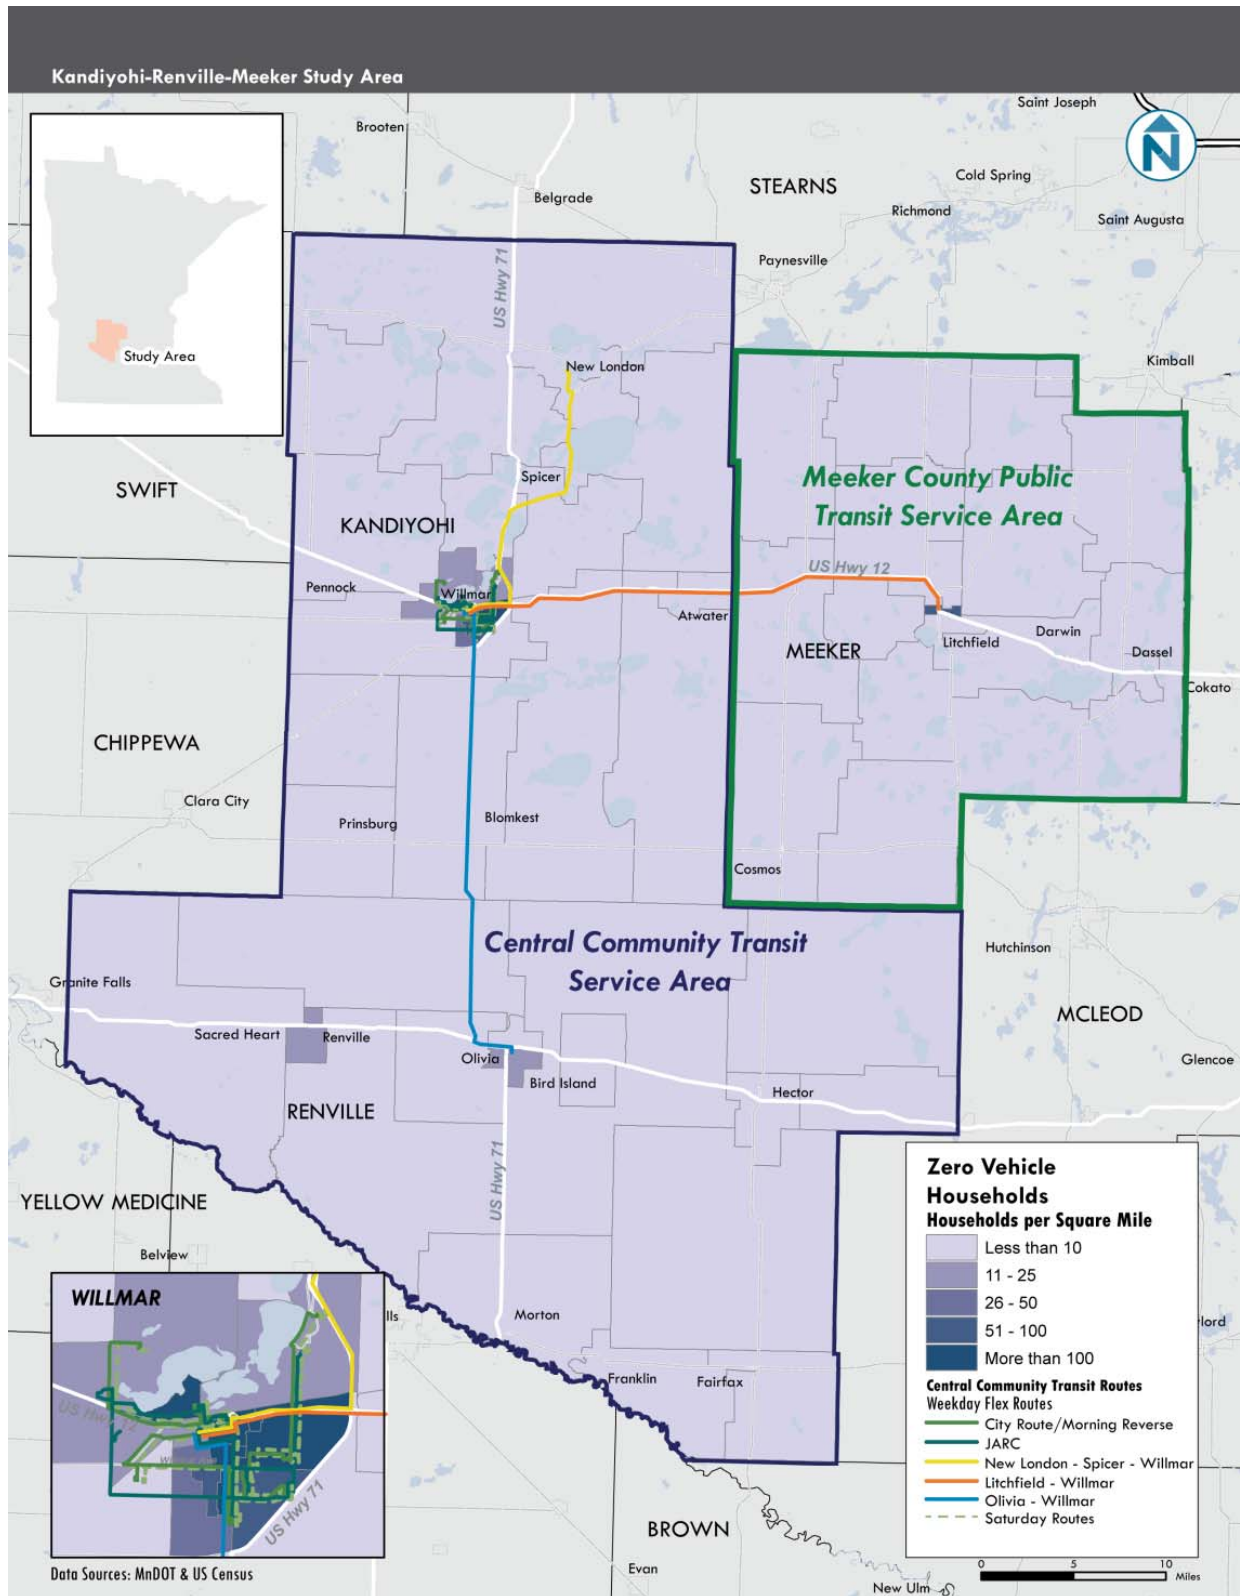 Kandiyohi-Renville-Meeker Study Area
Saint Joseph
Brooten
N
STEARNS
Cold Spring
Belgrade
Richmond
Saint Augusta
Paynesville
US Hwy 71
Study Area
New London
Kimball
Spicer
SWIFT
KANDIYOHI
Meeker County Public
Transit Service Area
US Hwy 12
Pennock
Willmar
Atwater
Darwin
Litchfield
MEEKER
Dassel
Cokato
CHIPPEWA
Clara City
Prinsburg
Blomkest
Cosmos
Central Community Transit
Service Area
Hutchinson
Granite Falls
MCLEOD
Sacred Heart
Renville
Olivia
Bird Island
Glencoe
Hector
RENVILLE
US Hwy 71
YELLOW MEDICINE
Belview
lls
Morton
Franklin
Fairfax
lord
WILLMAR
US Hwy 12
US Hwy 71
Zero Vehicle
Households
Households per Square Mile
Less than 10
11 - 25
26 - 50
51 - 100
More than 100
Central Community Transit Routes
Weekday Flex Routes
City Route/Morning Reverse
JARC
New London - Spicer - Willmar
Litchfield - Willmar
Olivia - Willmar
Saturday Routes
BROWN
Evan
New Ulm
0 5 10
Miles
Data Sources: MnDOT & US Census